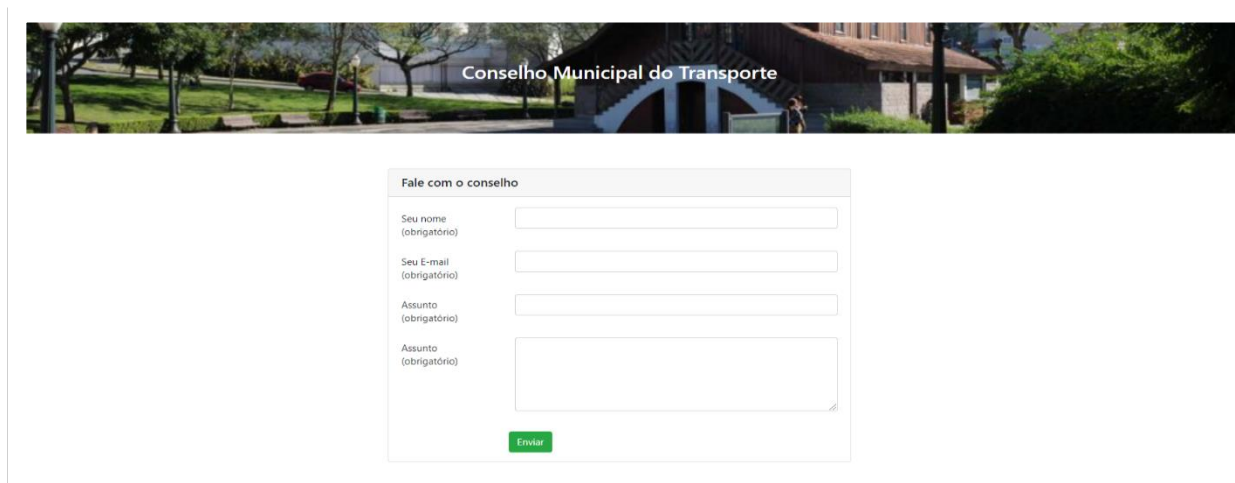 Conselho Municipal do Transporte
Fale com o conselho
Seu nome
(obrigatório)
Seu E-mail
(obrigatório)
Assunto
(obrigatório)
Assunto
(obrigatório)
Enviar